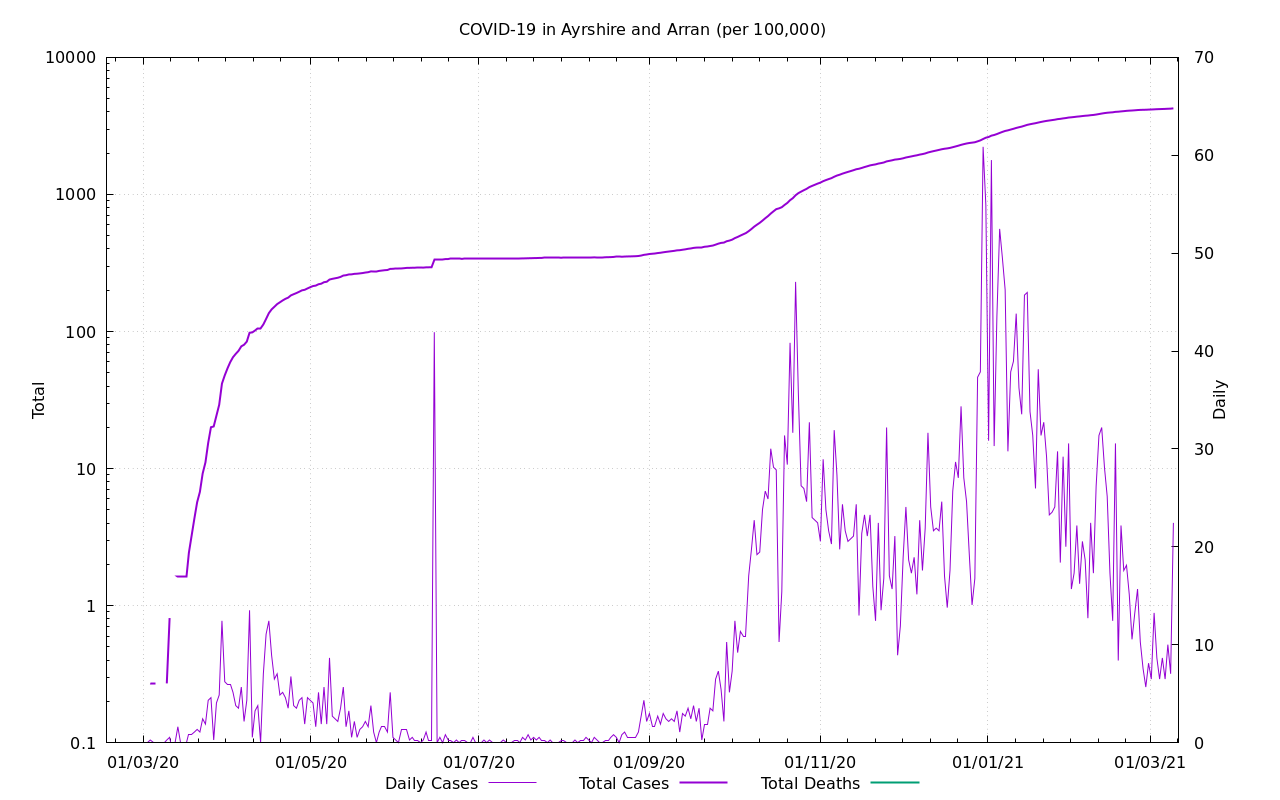 COVID-19 in Ayrshire and Arran (per 100,000)
10000
1000
100
10
1
0.1
Total
70
60
50
40
30
20
10
0
Daily
01/03/20 01/05/20 01/07/20 01/09/20 01/11/20 01/01/21 01/03/21
Daily Cases Total Cases Total Deaths